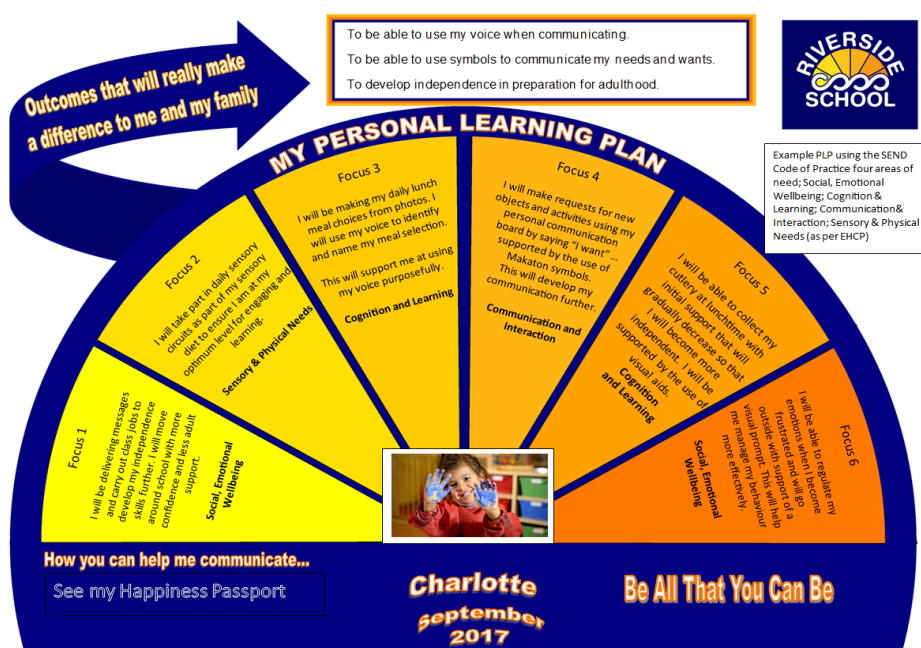 Outcomes that will really make
a difference to me and my family
To be able to use my voice when communicating.
To be able to use symbols to communicate my needs and wants.
To develop independence in preparation for adulthood.
RIVERSIDE
SCHOOL
MY PERSONAL LEARNING PLAN
Example PLP using the SEND
Code of Practice four areas of
need; Social, Emotional
Wellbeing; Cognition &
Learning; Communication&
Interaction; Sensory & Physical
Needs (as per EHCP)
Focus 1
I will be delivering messages
and carry out class jobs to
develop my independence
skills further. I will move
around school with more
confidence and less adult
support.
Social, Emotional
Wellbeing
Focus 2
I will take part in daily sensory
circuits as part of my sensory
diet to ensure I am at my
optimum level for engaging and
learning.
Sensory & Physical Needs
Focus 3
I will be making my daily lunch
meal choices from photos. I
will use my voice to identify
and name my meal selection.
This will support me at using
my voice purposefully.
Cognition and Learning
Focus 4
I will make requests for new
objects and activities using my
personal communication
board by saying “I want” ...
supported by the use of
Makaton symbols.
This will develop my
communication further.
Communication and
Interaction
Focus 5
I will be able to collect my
cutlery at lunchtime with
initial support that will
gradually decrease so that
I will become more
independent. I will be
supported by the use of
visual aids.
Cognition
and Learning
Focus 6
I will be able to regulate my
emotions when I become
frustrated and will go
outside with support of a
visual prompt. This will help
me manage my behaviour
more effectively.
Social, Emotional
Wellbeing
How you can help me communicate...
See my Happiness Passport
Charlotte
September
2017
Be All That You Can Be